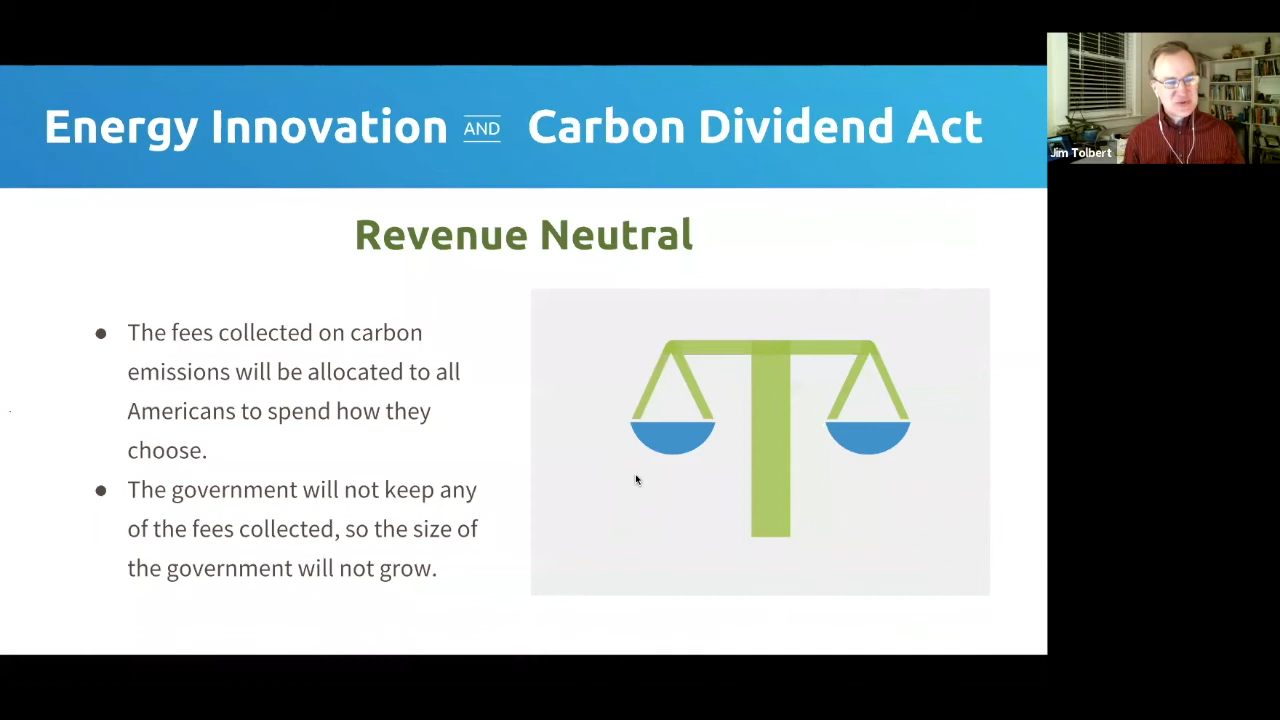 Energy Innovation AND Carbon Dividend Act
Jim Tolbert
Revenue Neutral
● The fees collected on carbon
emissions will be allocated to all
Americans to spend how they
choose.
● The government will not keep any
of the fees collected, so the size of
the government will not grow.